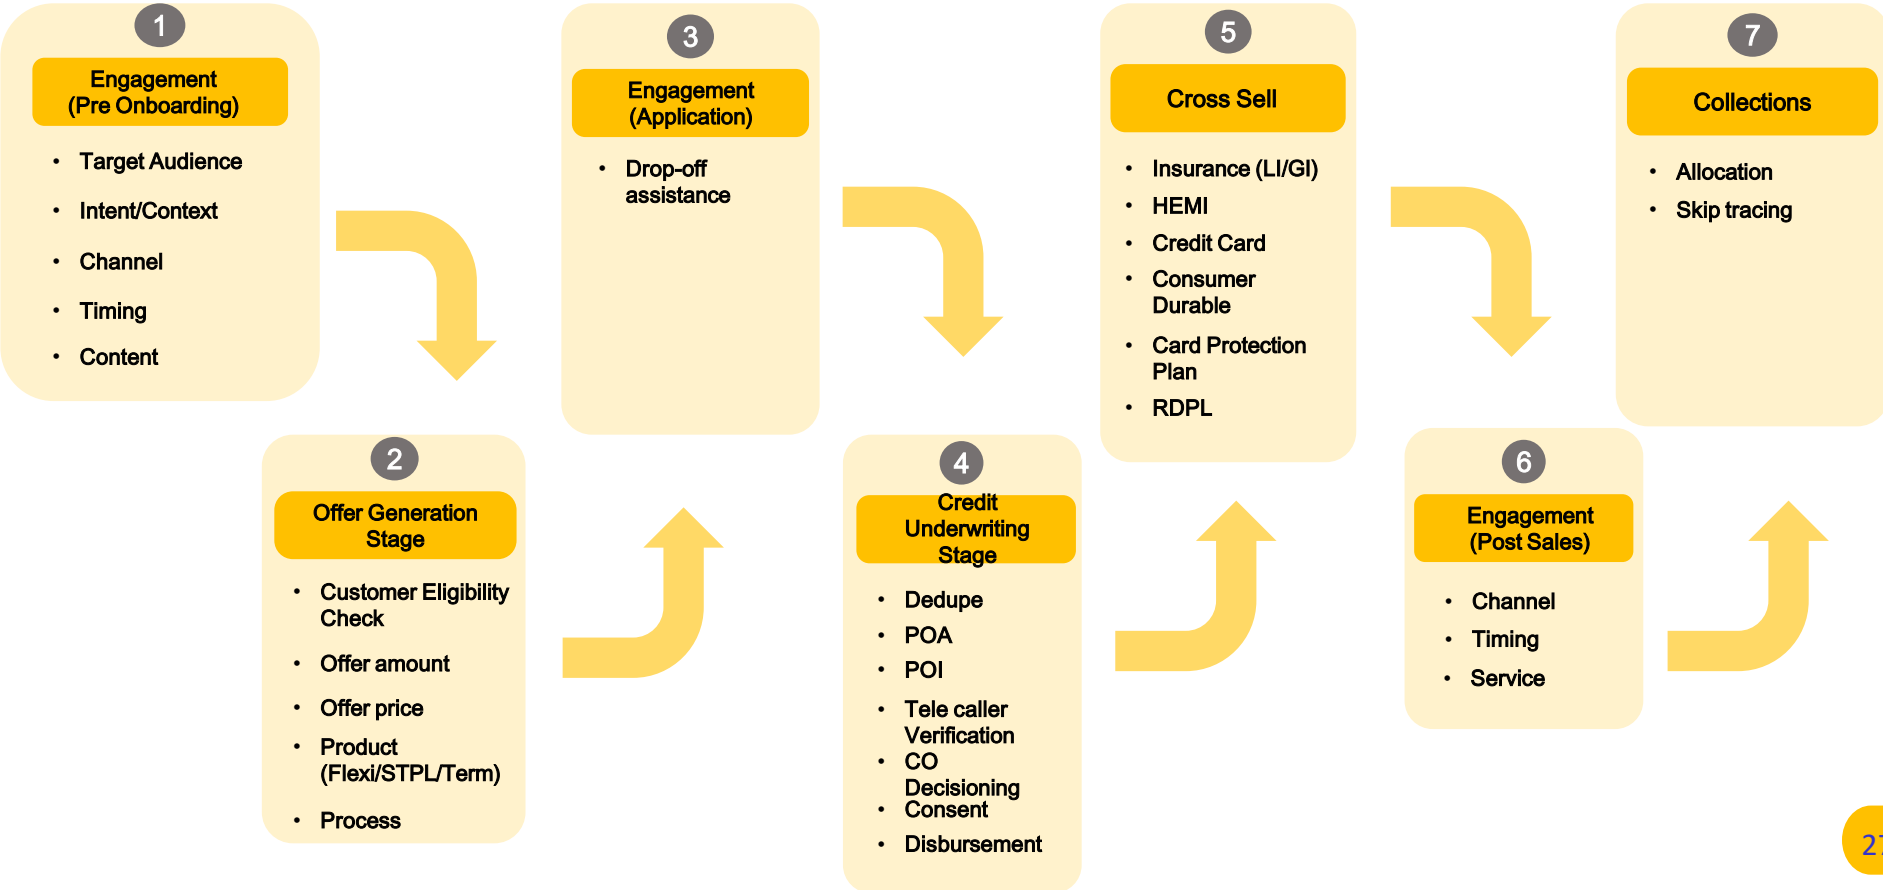 1
Engagement
(Pre Onboarding)
• Target Audience
• Intent/Context
• Channel
• Timing
• Content
2
Offer Generation
Stage
• Customer Eligibility
Check
• Offer amount
• Offer price
• Product
(Flexi/STPL/Term)
• Process
3
Engagement
(Application)
• Drop-off
assistance
4
Credit
Underwriting
Stage
• Dedupe
• POA
• POI
• Tele caller
Verification
• CO
Decisioning
• Consent
• Disbursement
5
Cross Sell
• Insurance (LI/GI)
• HEMI
• Credit Card
• Consumer
Durable
• Card Protection
Plan
• RDPL
6
Engagement
(Post Sales)
• Channel
• Timing
• Service
7
Collections
• Allocation
• Skip tracing